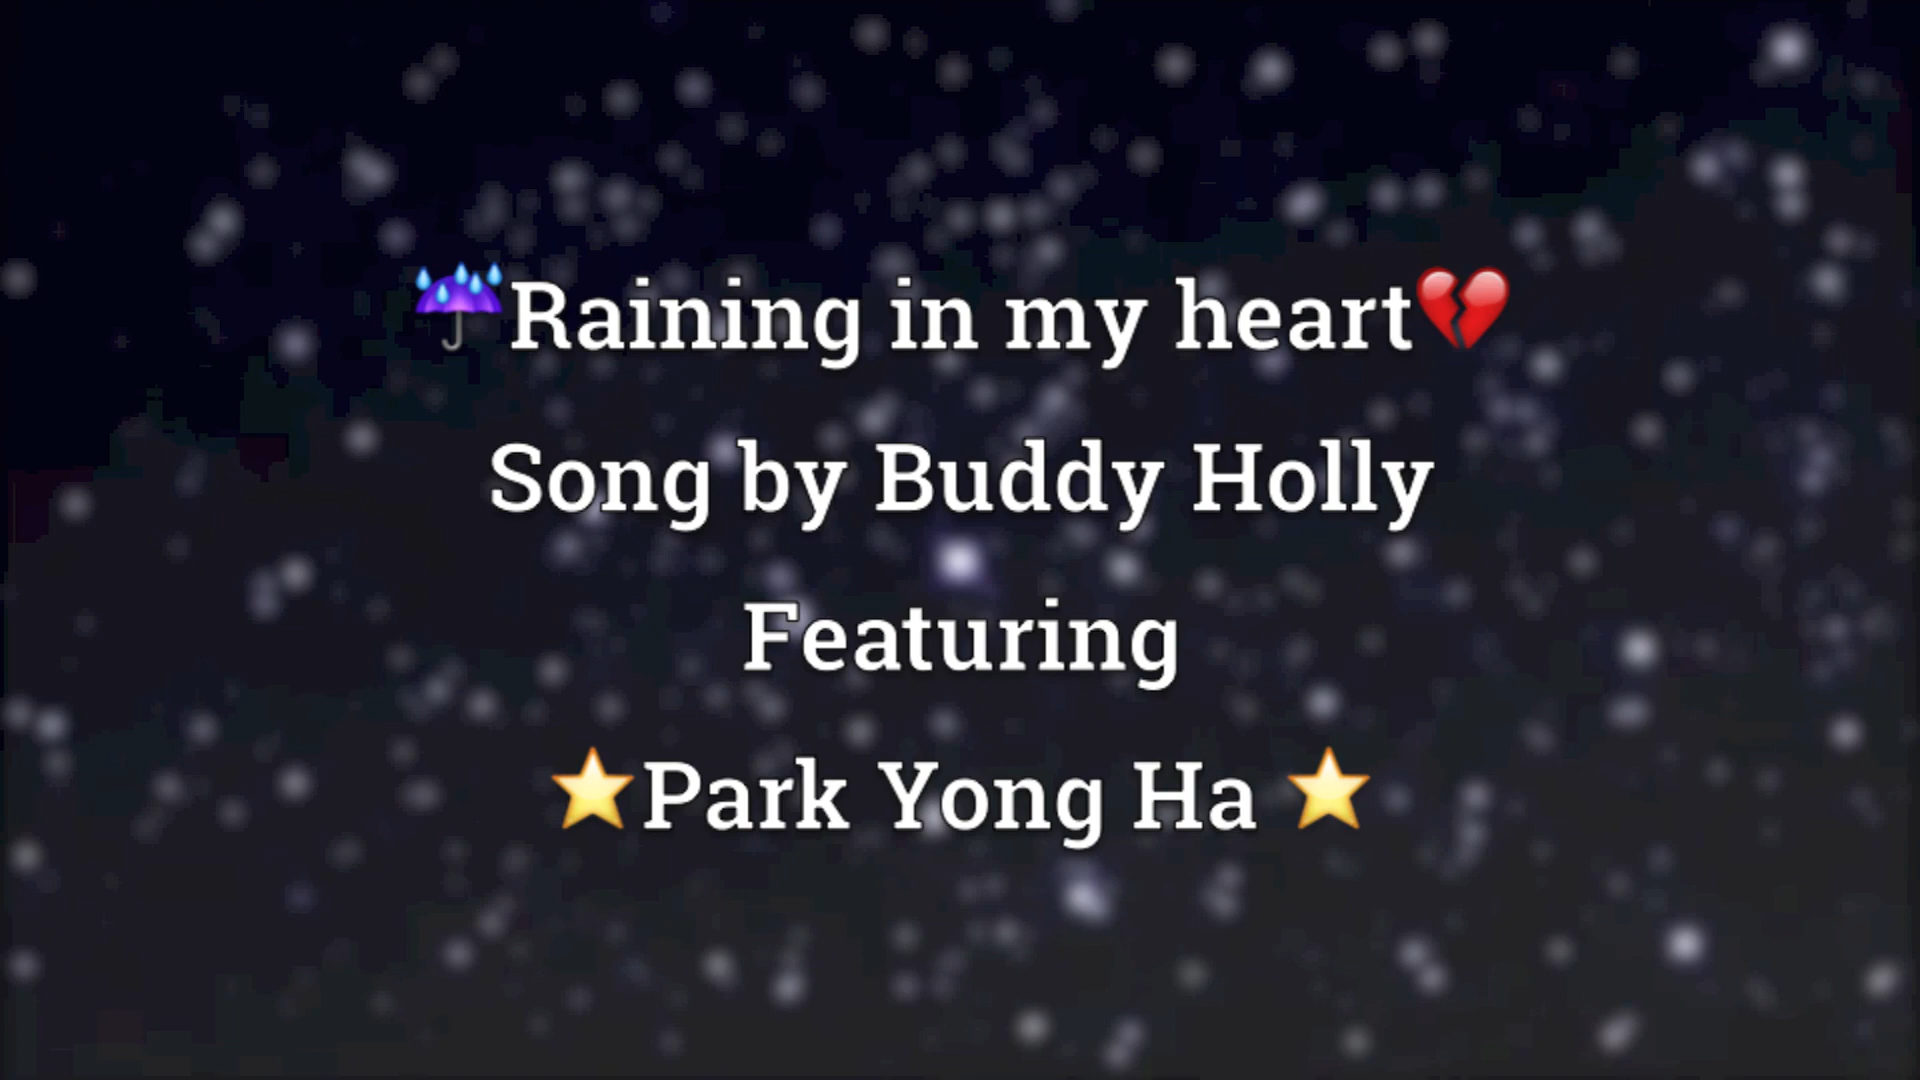 ☔Raining in my heart💔
Song by Buddy Holly
Featuring
⭐Park Yong Ha ⭐